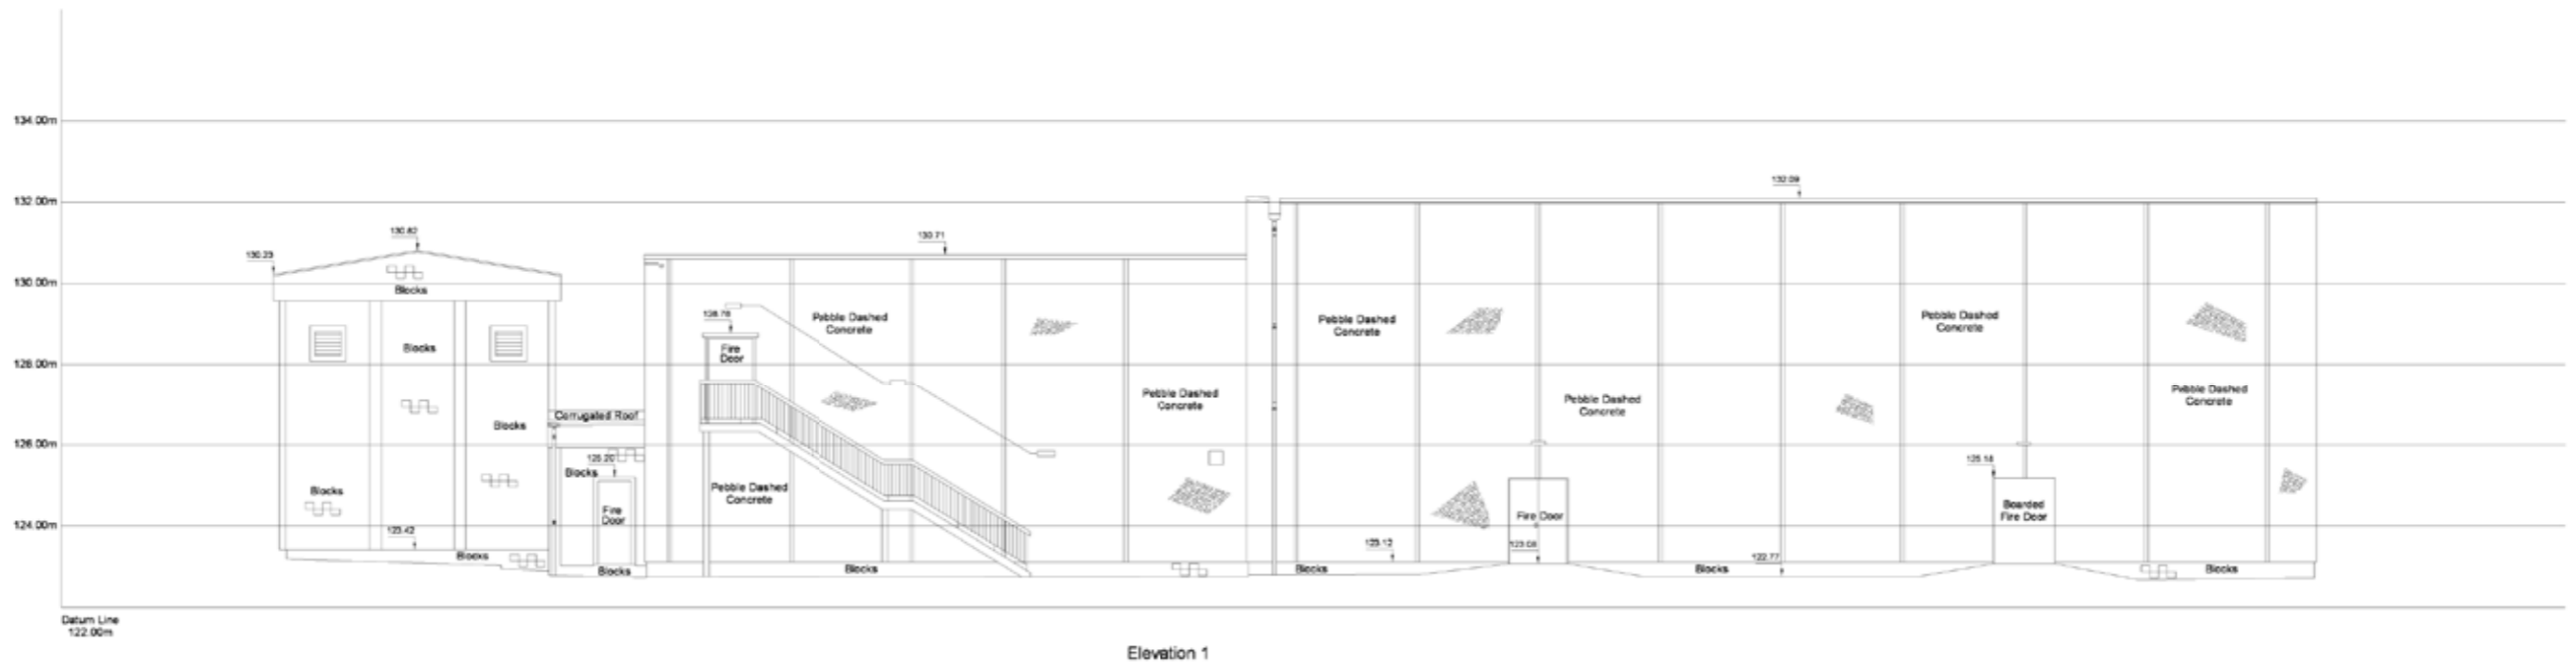 134.00m
132.00m
130.00m
128.00m
126.00m
124.00m
Datum Line
122.00m
130.23
130.82
Blocks
Blocks
Blocks
Blocks
123.42
Blocks
Corrugated Roof
125.20
Blocks
Fire
Door
Blocks
130.71
128.78
Fire
Door
Pebble Dashed
Concrete
Pebble Dashed
Concrete
Pebble Dashed
Concrete
Blocks
132.09
Pebble Dashed
Concrete
Pebble Dashed
Concrete
Pebble Dashed
Concrete
Pebble Dashed
Concrete
Fire Door
123.08
123.12
Blocks
122.77
Blocks
125.18
Boarded
Fire Door
Blocks
Elevation 1